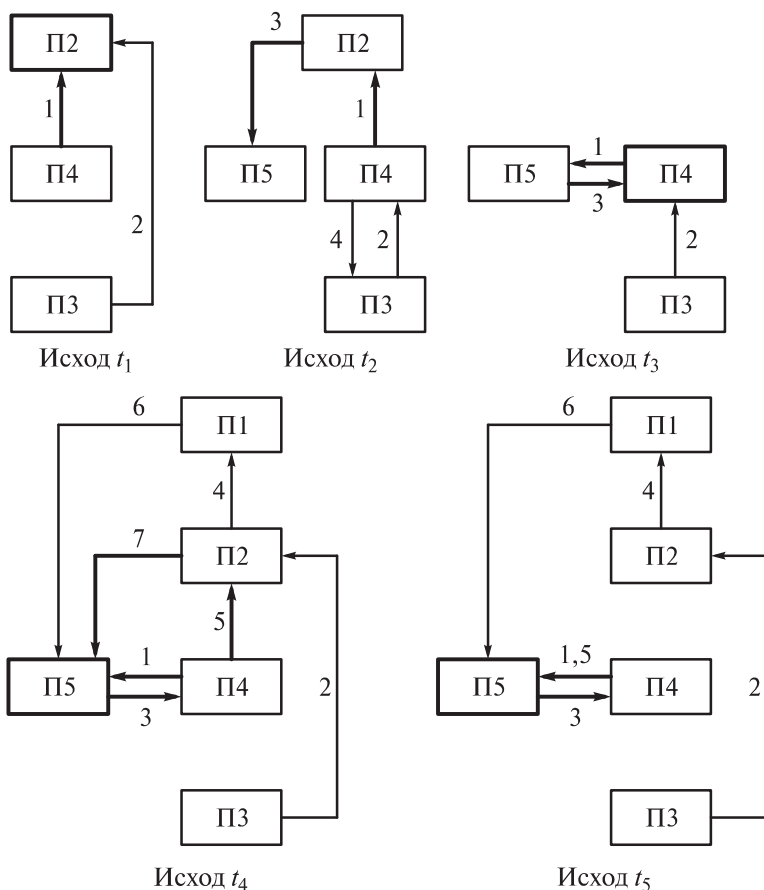 П2
3
П2
1
1
П4
П5
П4
1
П5
П4
3
2
4
2
2
П3
П3
П3
Исход t₁
Исход t₂
Исход t₃
6
П1
6
П1
4
4
7
П2
П2
5
1
1,5
П5
П4
2
П5
П4
2
3
3
П3
П3
Исход t₄
Исход t₅